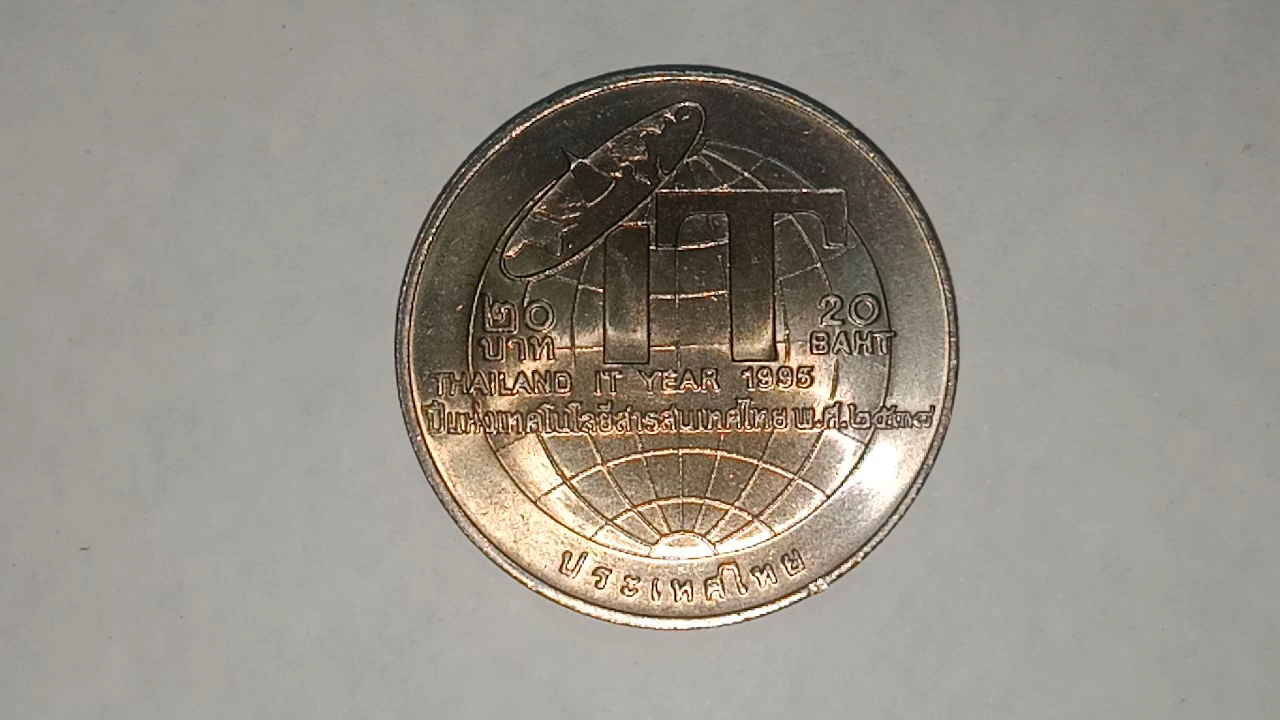 IT
๒๐ บาท
20 BAHT
THAILAND IT YEAR 1995
ปีแห่งเทคโนโลยีสารสนเทศไทย พ.ศ.๒๕๓๘
ประเทศไทย